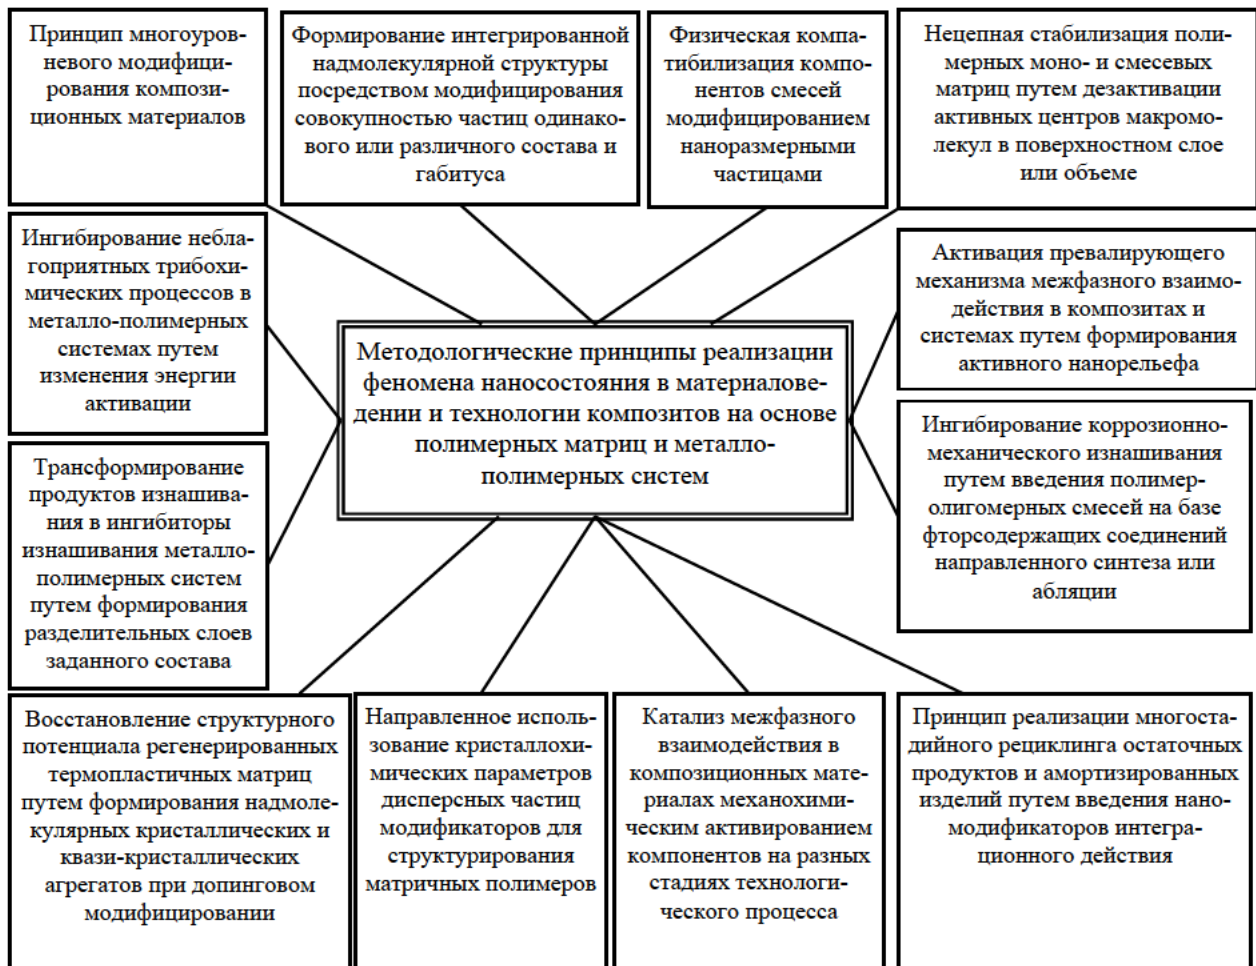 Принцип многоуров-
невого модифици-
рования компози-
ционных материалов
Формирование интегрированной
надмолекулярной структуры
посредством модифицирования
совокупностью частиц одинако-
вого или различного состава и
габитуса
Физическая компа-
тибилизация компо-
нентов смесей
модифицированием
наноразмерными
частицами
Нецепная стабилизация поли-
мерных моно- и смесевых
матриц путем дезактивации
активных центров макромо-
лекул в поверхностном слое
или объеме
Ингибирование небла-
гоприятных трибохи-
мических процессов в
металло-полимерных
системах путем
изменения энергии
активации
Активация превалирующего
механизма межфазного взаимо-
действия в композитах и
системах путем формирования
активного нанорельефа
Методологические принципы реализации
феномена наносостояния в материалове-
дении и технологии композитов на основе
полимерных матриц и металло-
полимерных систем
Ингибирование коррозионно-
механического изнашивания
путем введения полимер-
олигомерных смесей на базе
фторсодержащих соединений
направленного синтеза или
абляции
Трансформирование
продуктов изнашива-
ния в ингибиторы
изнашивания металло-
полимерных систем
путем формирования
разделительных слоев
заданного состава
Восстановление структурного
потенциала регенерированных
термопластичных матриц
путем формирования надмоле-
кулярных кристаллических и
квази-кристаллических
агрегатов при допинговом
модифицировании
Направленное исполь-
зование кристаллохи-
мических параметров
дисперсных частиц
модификаторов для
структурирования
матричных полимеров
Катализ межфазного
взаимодействия в
композиционных мате-
риалах механохими-
ческим активированием
компонентов на разных
стадиях технологи-
ческого процесса
Принцип реализации многоста-
дийного рециклинга остаточных
продуктов и амортизированных
изделий путем введения нано-
модификаторов интегра-
ционного действия